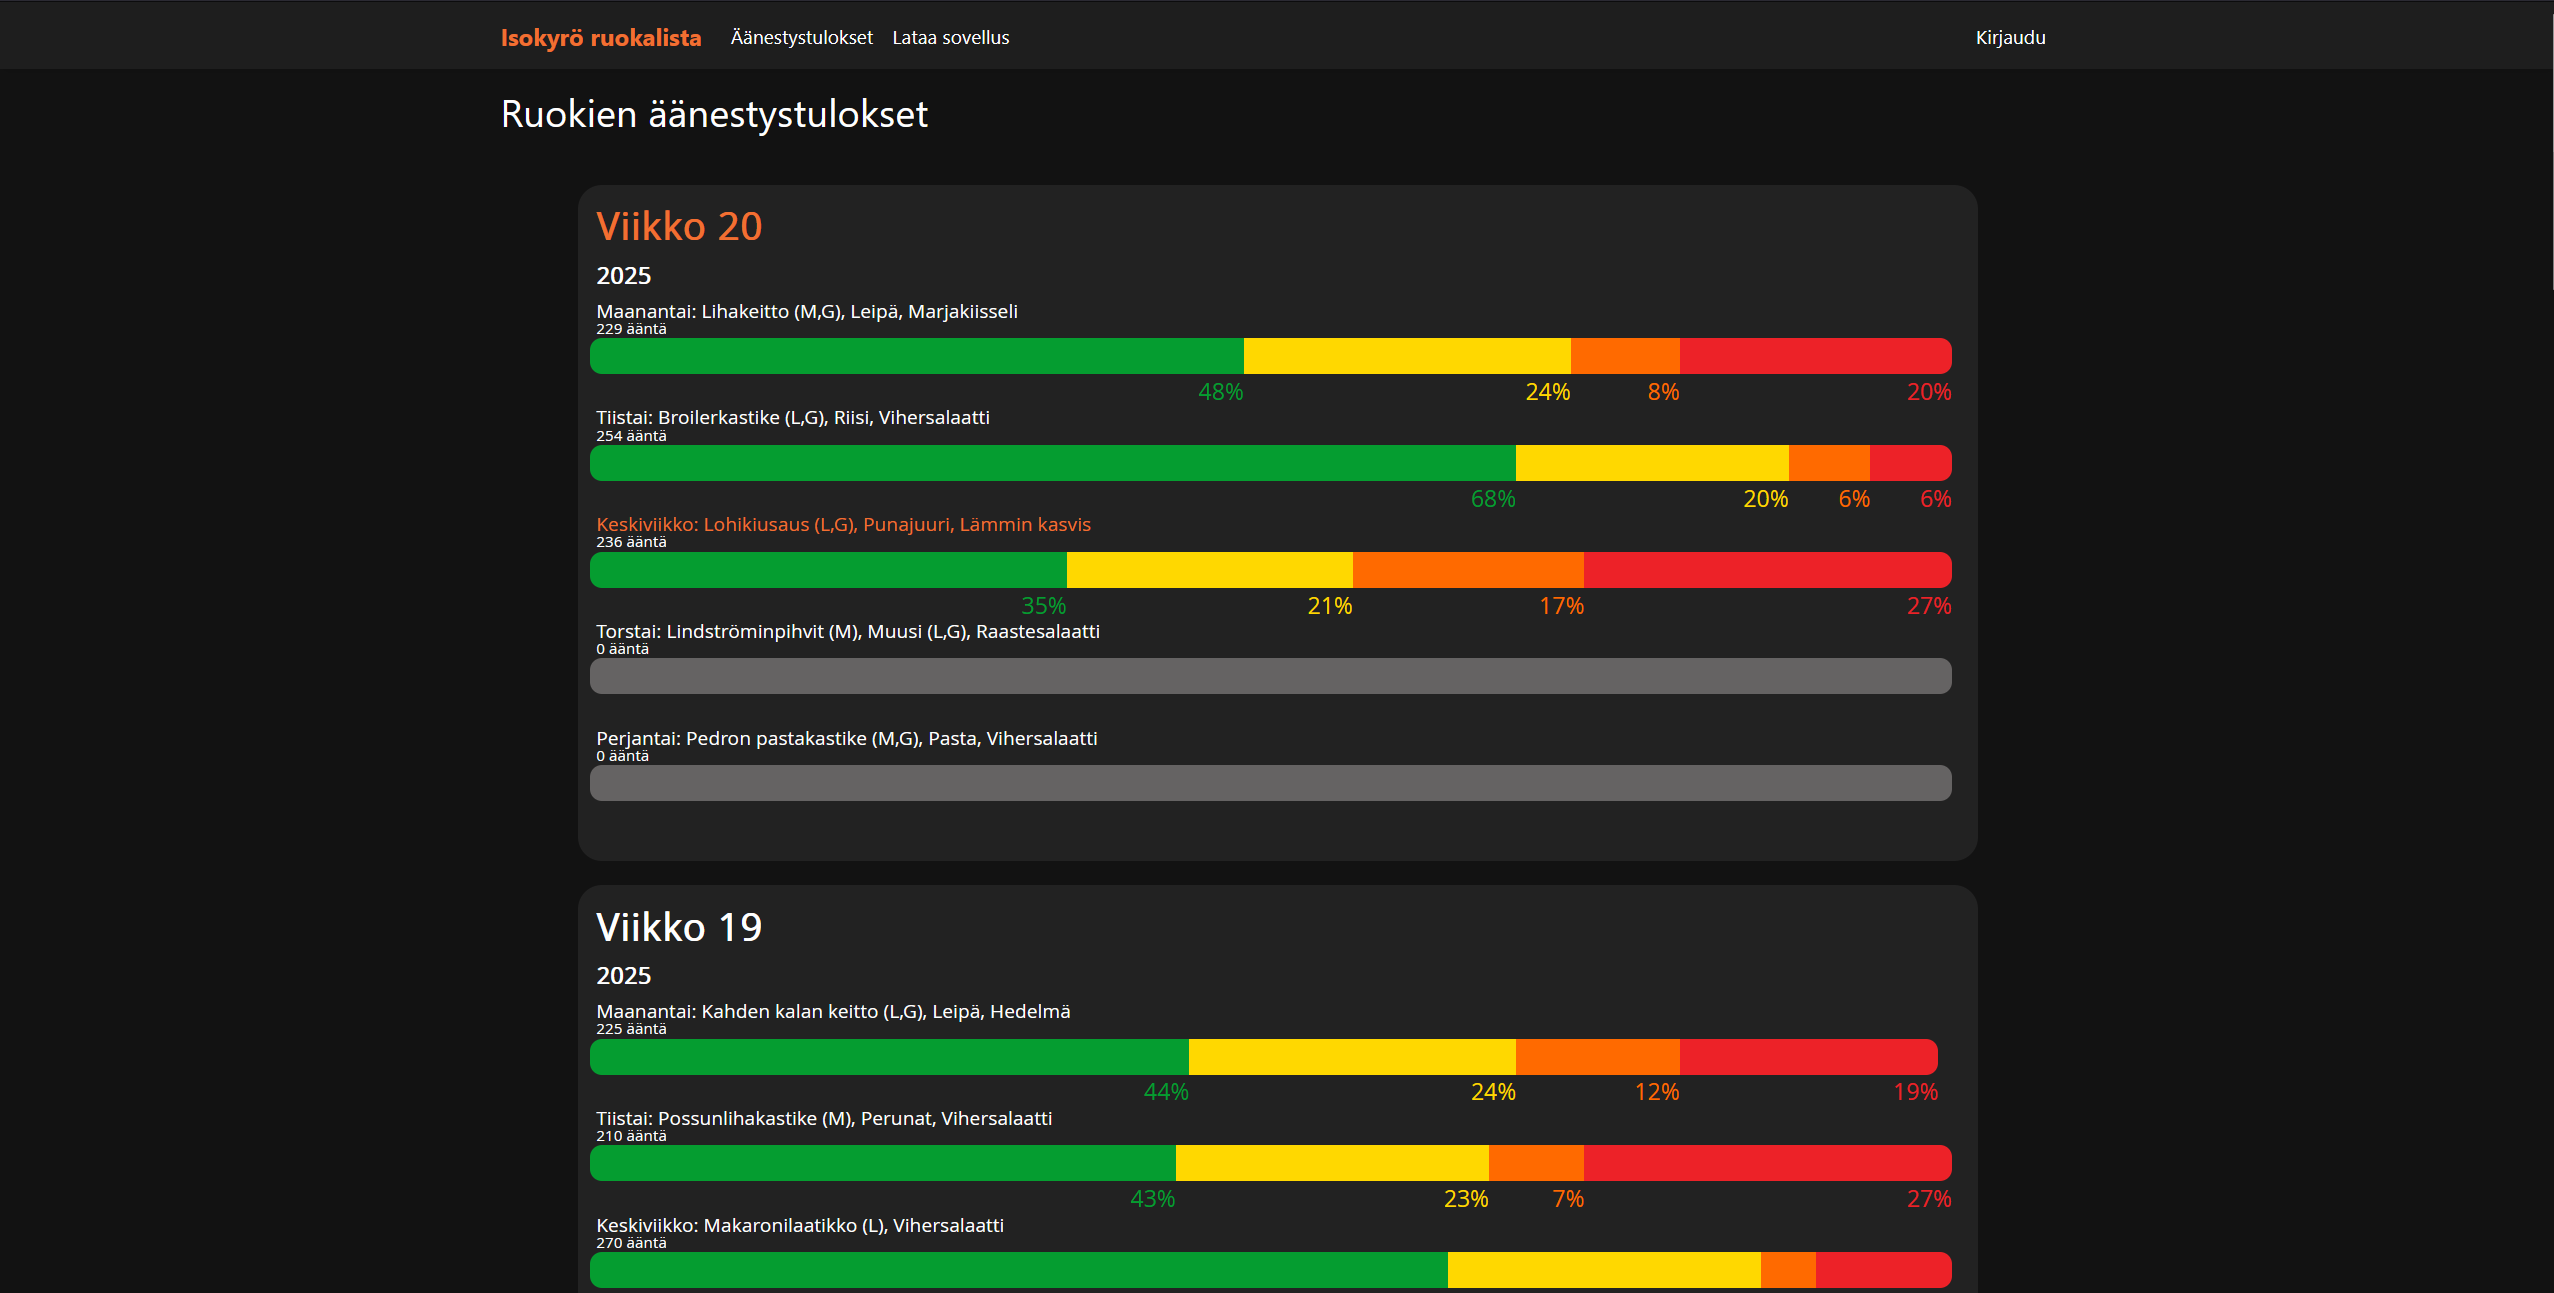 Isokyrö ruokalista Äänestystulokset Lataa sovellus Kirjaudu
Ruokien äänestystulokset
Viikko 20
2025
Maanantai: Lihakeitto (M,G), Leipä, Marjakiisseli
229 ääntä
48% 24% 8% 20%
Tiistai: Broilerkastike (L,G), Riisi, Vihersalaatti
254 ääntä
68% 20% 6% 6%
Keskiviikko: Lohikiusaus (L,G), Punajuuri, Lämmin kasvis
236 ääntä
35% 21% 17% 27%
Torstai: Lindströminpihvit (M), Muusi (L,G), Raastesalaatti
0 ääntä
Perjantai: Pedron pastakastike (M,G), Pasta, Vihersalaatti
0 ääntä
Viikko 19
2025
Maanantai: Kahden kalan keitto (L,G), Leipä, Hedelmä
225 ääntä
44% 24% 12% 19%
Tiistai: Possunlihakastike (M), Perunat, Vihersalaatti
210 ääntä
43% 23% 7% 27%
Keskiviikko: Makaronilaatikko (L), Vihersalaatti
270 ääntä